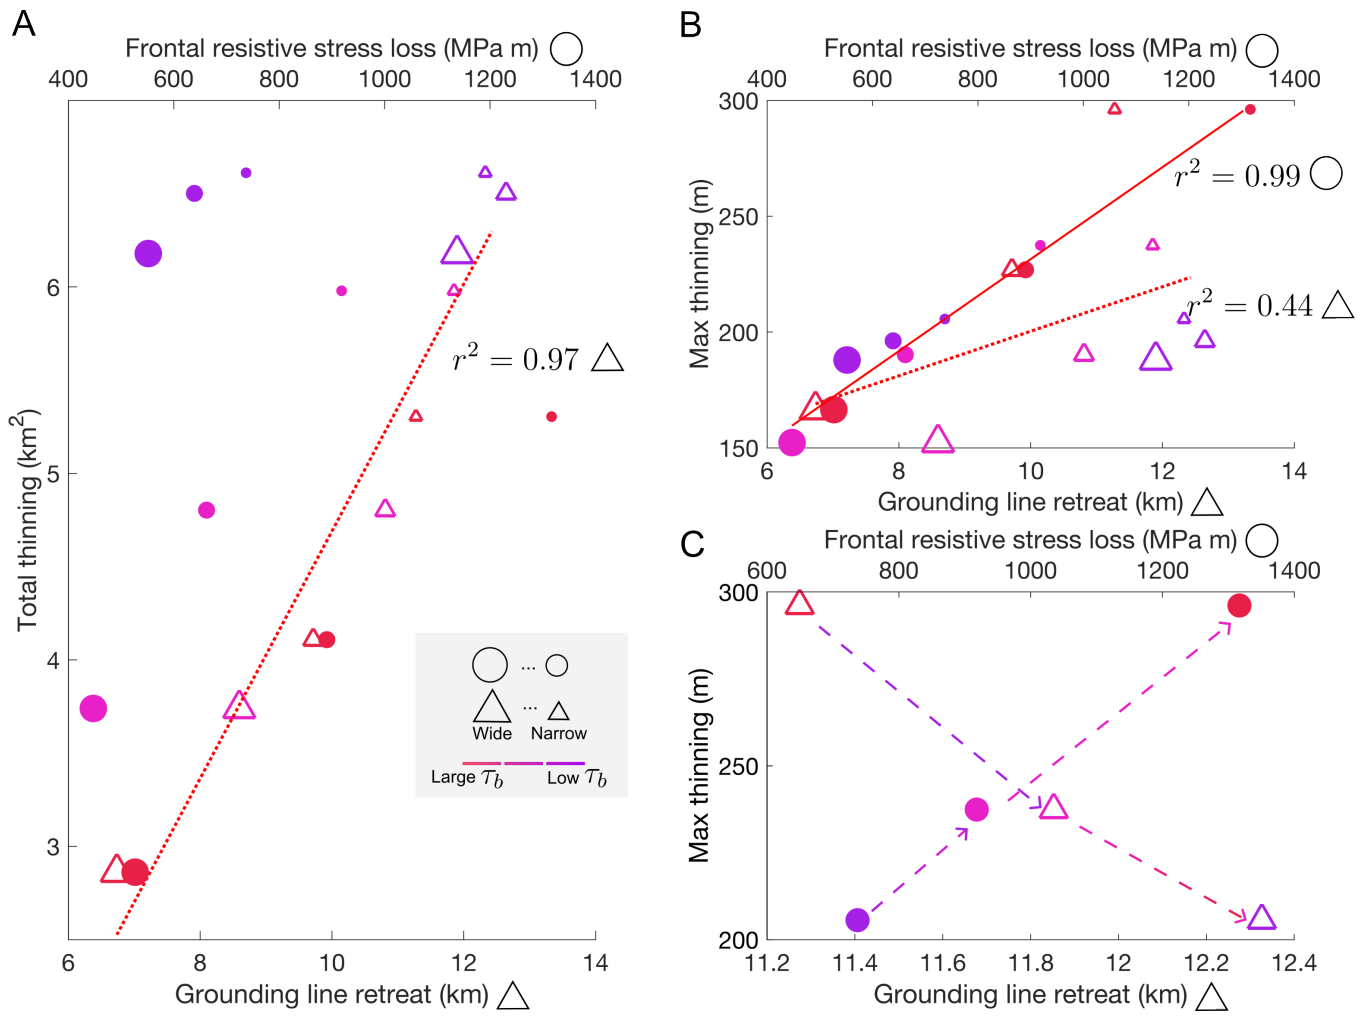 A
Frontal resistive stress loss (MPa m)
400 600 800 1000 1200 1400
6
5
4
3
Total thinning (km²)
r² = 0.97
... 
...
Wide Narrow
Large τb Low τb
6 8 10 12 14
Grounding line retreat (km)
B
Frontal resistive stress loss (MPa m)
400 600 800 1000 1200 1400
300
250
200
150
Max thinning (m)
r² = 0.99
r² = 0.44
6 8 10 12 14
Grounding line retreat (km)
C
Frontal resistive stress loss (MPa m)
600 800 1000 1200 1400
300
250
200
Max thinning (m)
11.2 11.4 11.6 11.8 12 12.2 12.4
Grounding line retreat (km)